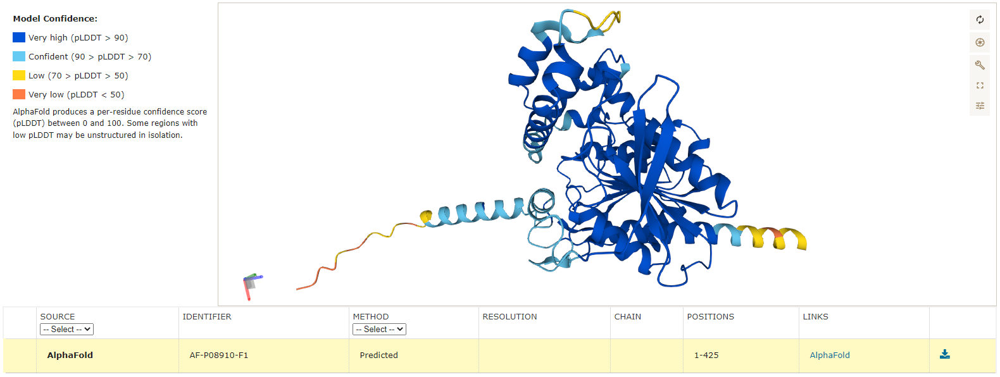 Model Confidence:
Very high (pLDDT > 90)
Confident (90 > pLDDT > 70)
Low (70 > pLDDT > 50)
Very low (pLDDT < 50)
AlphaFold produces a per-residue confidence score
(pLDDT) between 0 and 100. Some regions with
low pLDDT may be unstructured in isolation.
SOURCE IDENTIFIER METHOD RESOLUTION CHAIN POSITIONS LINKS
-- Select -- -- Select --
AlphaFold AF-P08910-F1 Predicted 1-425 AlphaFold